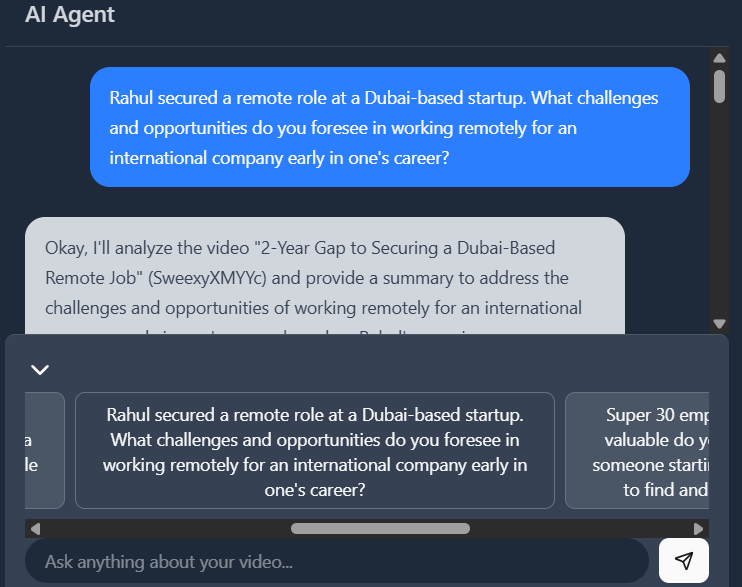 AI Agent
Rahul secured a remote role at a Dubai-based startup. What challenges
and opportunities do you foresee in working remotely for an
international company early in one's career?
Okay, I'll analyze the video "2-Year Gap to Securing a Dubai-Based
Remote Job" (SweexyXMYYc) and provide a summary to address the
challenges and opportunities of working remotely for an international
a
le
Rahul secured a remote role at a Dubai-based startup.
What challenges and opportunities do you foresee in
working remotely for an international company early in
one's career?
Super 30 emp
valuable do y
someone starti
to find and
Ask anything about your video...